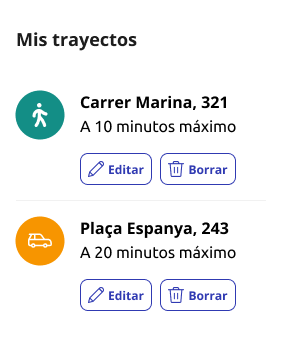 Mis trayectos
Carrer Marina, 321
A 10 minutos máximo
Editar Borrar
Plaça Espanya, 243
A 20 minutos máximo
Editar Borrar